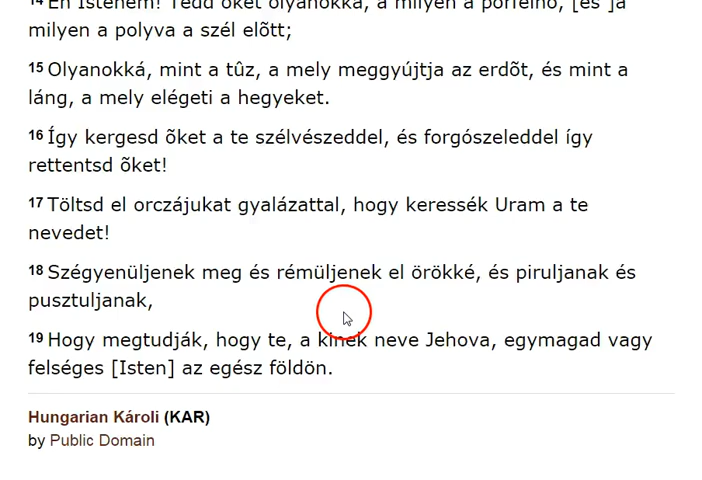 14 Én Istenem! Tedd õket olyanokká, a milyen a porfelhõ, [és ]a
milyen a polyva a szél elõtt;
15 Olyanokká, mint a tûz, a mely meggyújtja az erdõt, és mint a
láng, a mely elégeti a hegyeket.
16 Így kergesd õket a te szélvészeddel, és forgószeleddel így
rettentsd õket!
17 Töltsd el orczájukat gyalázattal, hogy keressék Uram a te
nevedet!
18 Szégyenüljenek meg és rémüljenek el örökké, és piruljanak és
pusztuljanak,
19 Hogy megtudják, hogy te, a kinek neve Jehova, egymagad vagy
felséges [Isten] az egész földön.
Hungarian Károli (KAR)
by Public Domain